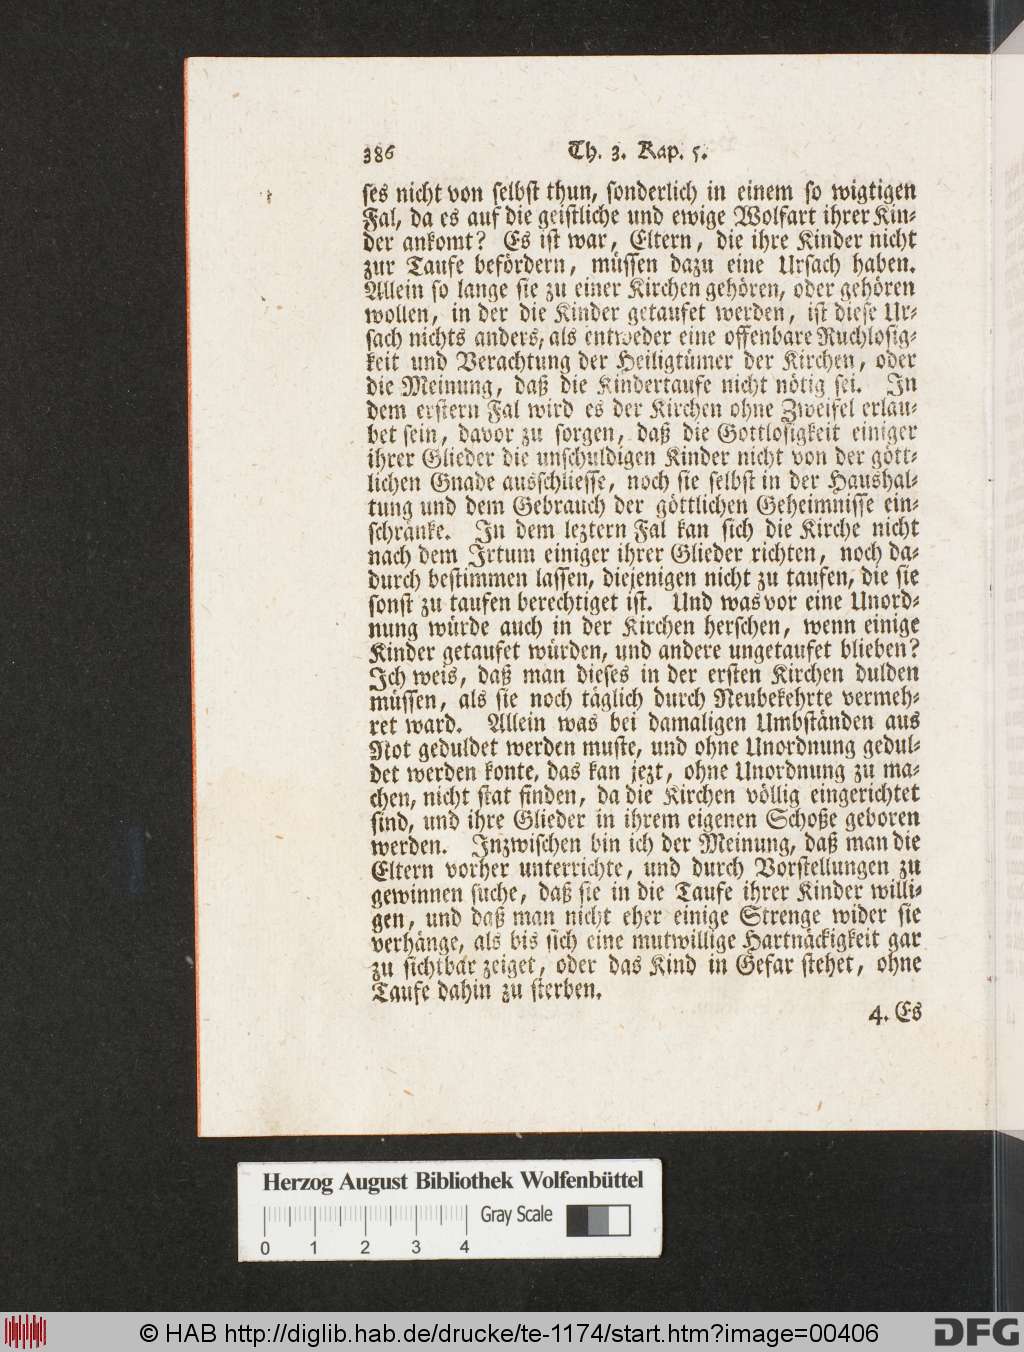 386 Th. 3. Kap. 5.
ses nicht von selbst thun, sonderlich in einem so wigtigen
Fal, da es auf die geistliche und ewige Wolfart ihrer Kin-
der ankomt? Es ist war, Eltern, die ihre Kinder nicht
zur Taufe befördern, müssen dazu eine Ursach haben.
Allein so lange sie zu einer Kirchen gehören, oder gehören
wollen, in der die Kinder getaufet werden, ist diese Ur-
sach nichts anders, als entweder eine offenbare Ruchlosig-
keit und Verachtung der Heiligtümer der Kirchen, oder
die Meinung, daß die Kindertaufe nicht nötig sei. In
dem erstern Fal wird es der Kirchen ohne Zweifel erlau-
bet sein, davor zu sorgen, daß die Gottlosigkeit einiger
ihrer Glieder die unschuldigen Kinder nicht von der gött-
lichen Gnade ausschliesse, noch sie selbst in der Haushal-
tung und dem Gebrauch der göttlichen Geheimnisse ein-
schränke. In dem leztern Fal kan sich die Kirche nicht
nach dem Irtum einiger ihrer Glieder richten, noch da-
durch bestimmen lassen, diejenigen nicht zu taufen, die sie
sonst zu taufen berechtiget ist. Und was vor eine Unord-
nung würde auch in der Kirchen herschen, wenn einige
Kinder getaufet würden, und andere ungetaufet blieben?
Ich weis, daß man dieses in der ersten Kirchen dulden
müssen, als sie noch täglich durch Neubekehrte vermeh-
ret ward. Allein was bei damaligen Umbständen aus
Not geduldet werden muste, und ohne Unordnung gedul-
det werden konte, das kan jezt, ohne Unordnung zu ma-
chen, nicht stat finden, da die Kirchen völlig eingerichtet
sind, und ihre Glieder in ihrem eigenen Schoße geboren
werden. Inzwischen bin ich der Meinung, daß man die
Eltern vorher unterrichte, und durch Vorstellungen zu
gewinnen suche, daß sie in die Taufe ihrer Kinder willi-
gen, und daß man nicht eher einige Strenge wider sie
verhänge, als bis sich eine mutwillige Hartnäckigkeit gar
zu sichtbar zeiget, oder das Kind in Gefar stehet, ohne
Taufe dahin zu sterben.
4. Es
Herzog August Bibliothek Wolfenbüttel
Gray Scale
0 1 2 3 4
© HAB http://diglib.hab.de/drucke/te-1174/start.htm?image=00406
DFG